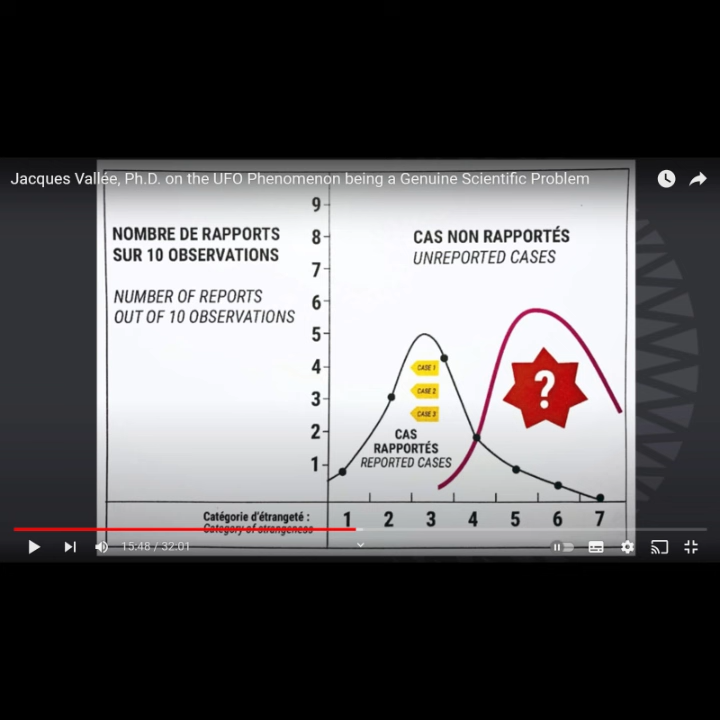 Jacques Vallée, Ph.D. on the UFO Phenomenon being a Genuine Scientific Problem
NOMBRE DE RAPPORTS
SUR 10 OBSERVATIONS
NUMBER OF REPORTS
OUT OF 10 OBSERVATIONS
9
8
7
6
5
4
3
2
1
CAS NON RAPPORTÉS
UNREPORTED CASES
?
CASE 1
CASE 2
CASE 3
CAS
RAPPORTÉS
REPORTED CASES
Catégorie d'étrangeté :
Category of strangeness
1 2 3 4 5 6 7
15:48 / 32:01